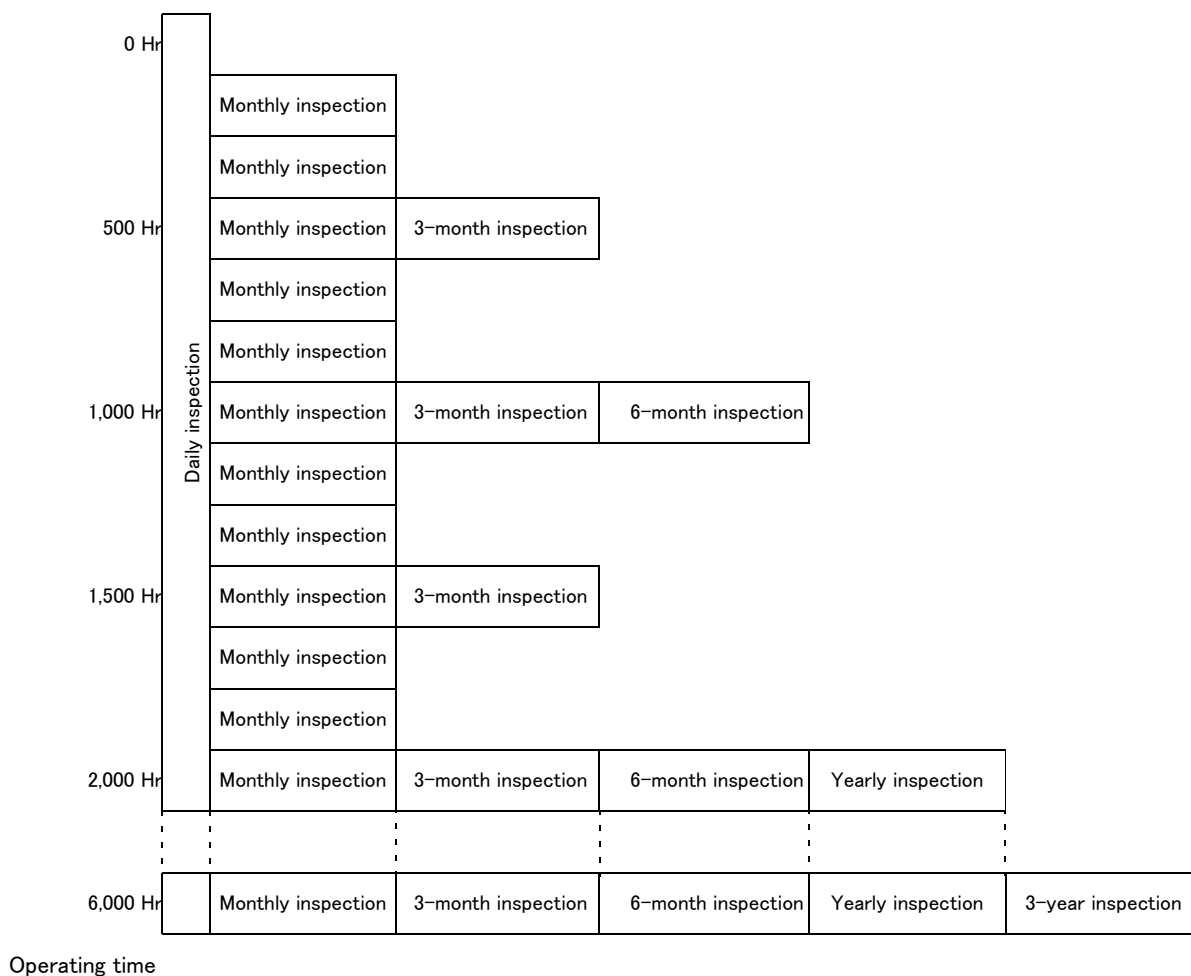 0 Hr
Monthly inspection
Monthly inspection
500 Hr Monthly inspection 3-month inspection
Monthly inspection
Monthly inspection
Daily inspection
1,000 Hr Monthly inspection 3-month inspection 6-month inspection
Monthly inspection
Monthly inspection
1,500 Hr Monthly inspection 3-month inspection
Monthly inspection
Monthly inspection
2,000 Hr Monthly inspection 3-month inspection 6-month inspection Yearly inspection
6,000 Hr Monthly inspection 3-month inspection 6-month inspection Yearly inspection 3-year inspection
Operating time